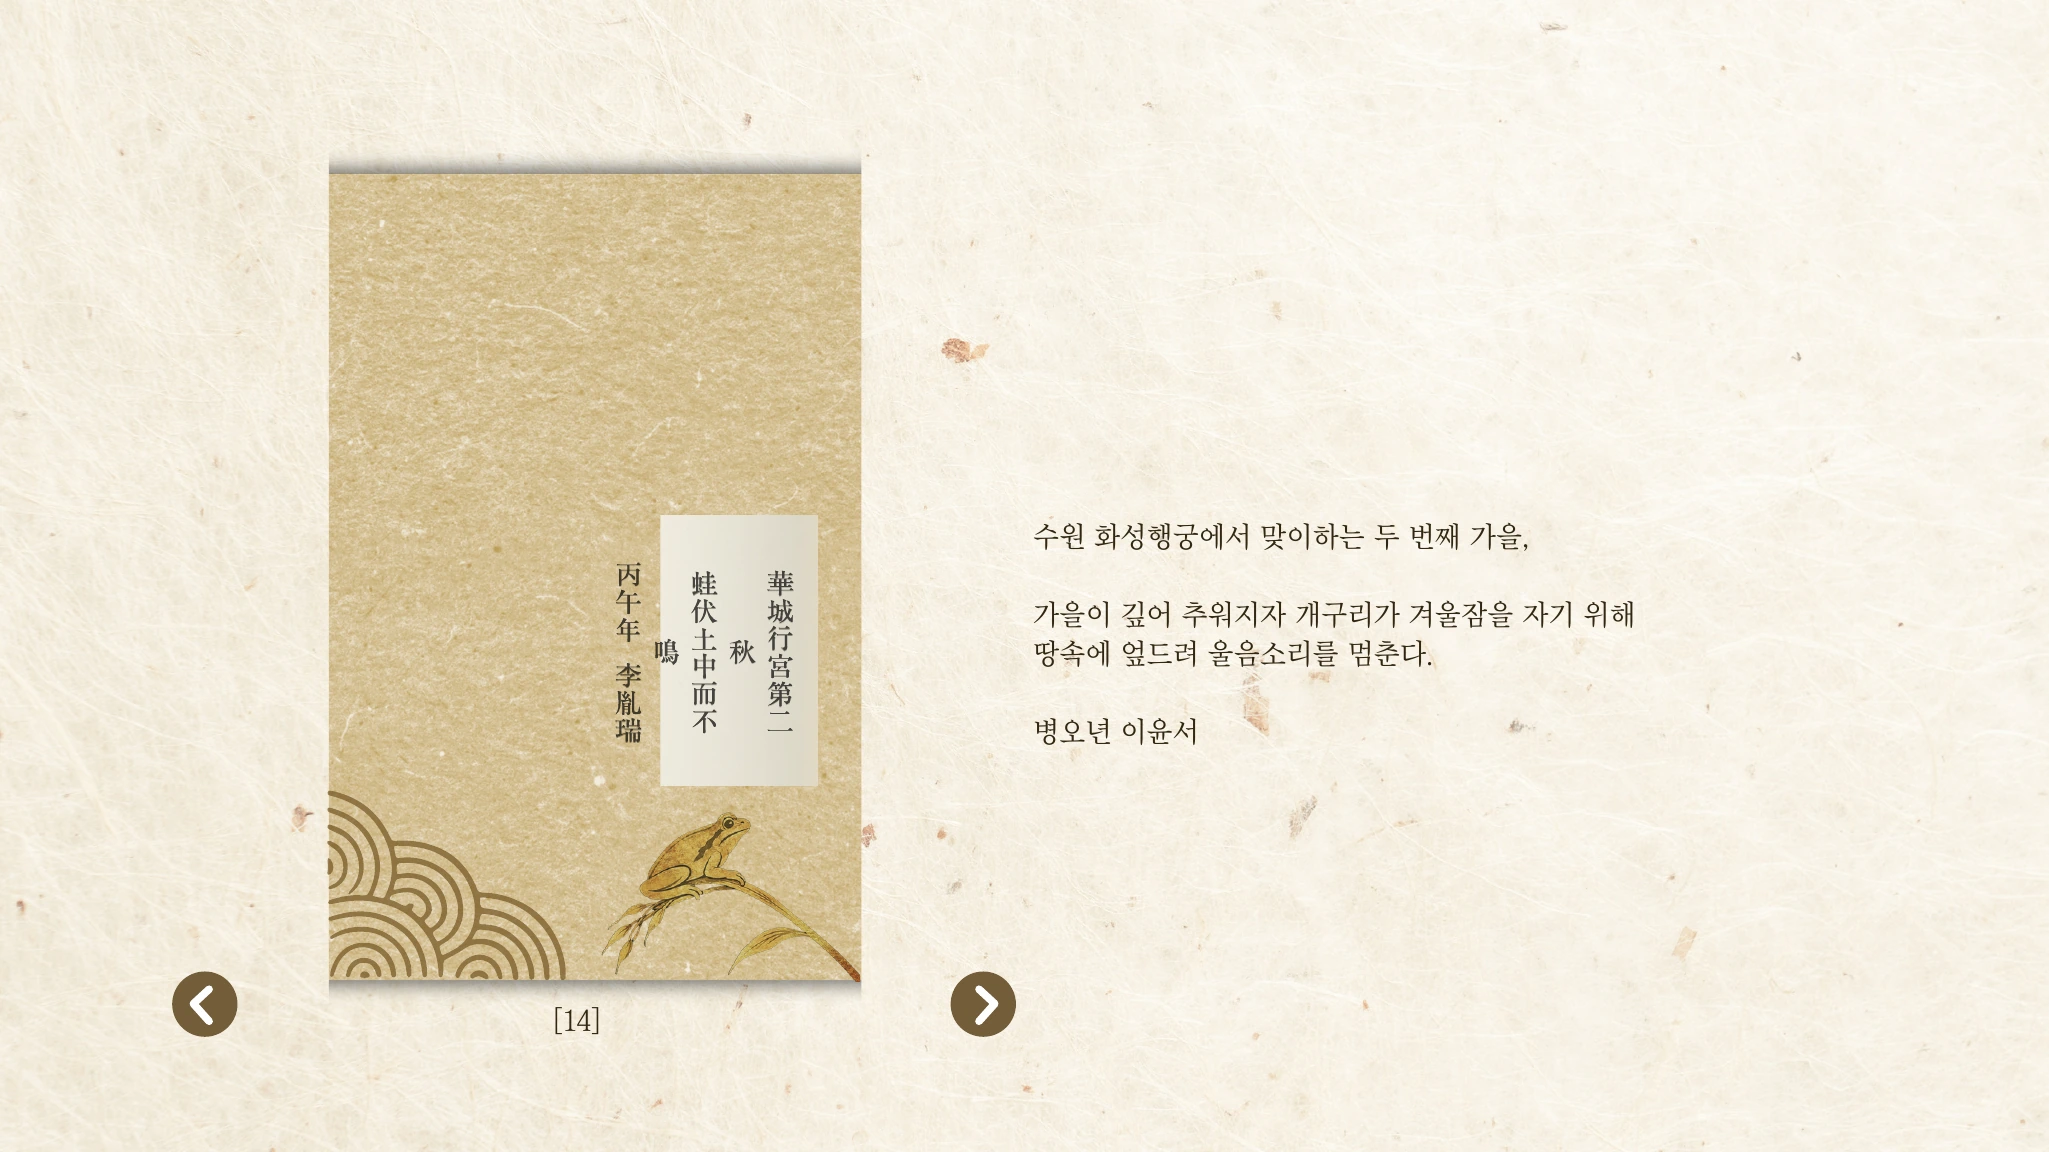 華城行宮第二
秋
蛙伏土中而不
鳴
丙午年 李胤瑞
[14]
수원 화성행궁에서 맞이하는 두 번째 가을,
가을이 깊어 추워지자 개구리가 겨울잠을 자기 위해
땅속에 엎드려 울음소리를 멈춘다.
병오년 이윤서